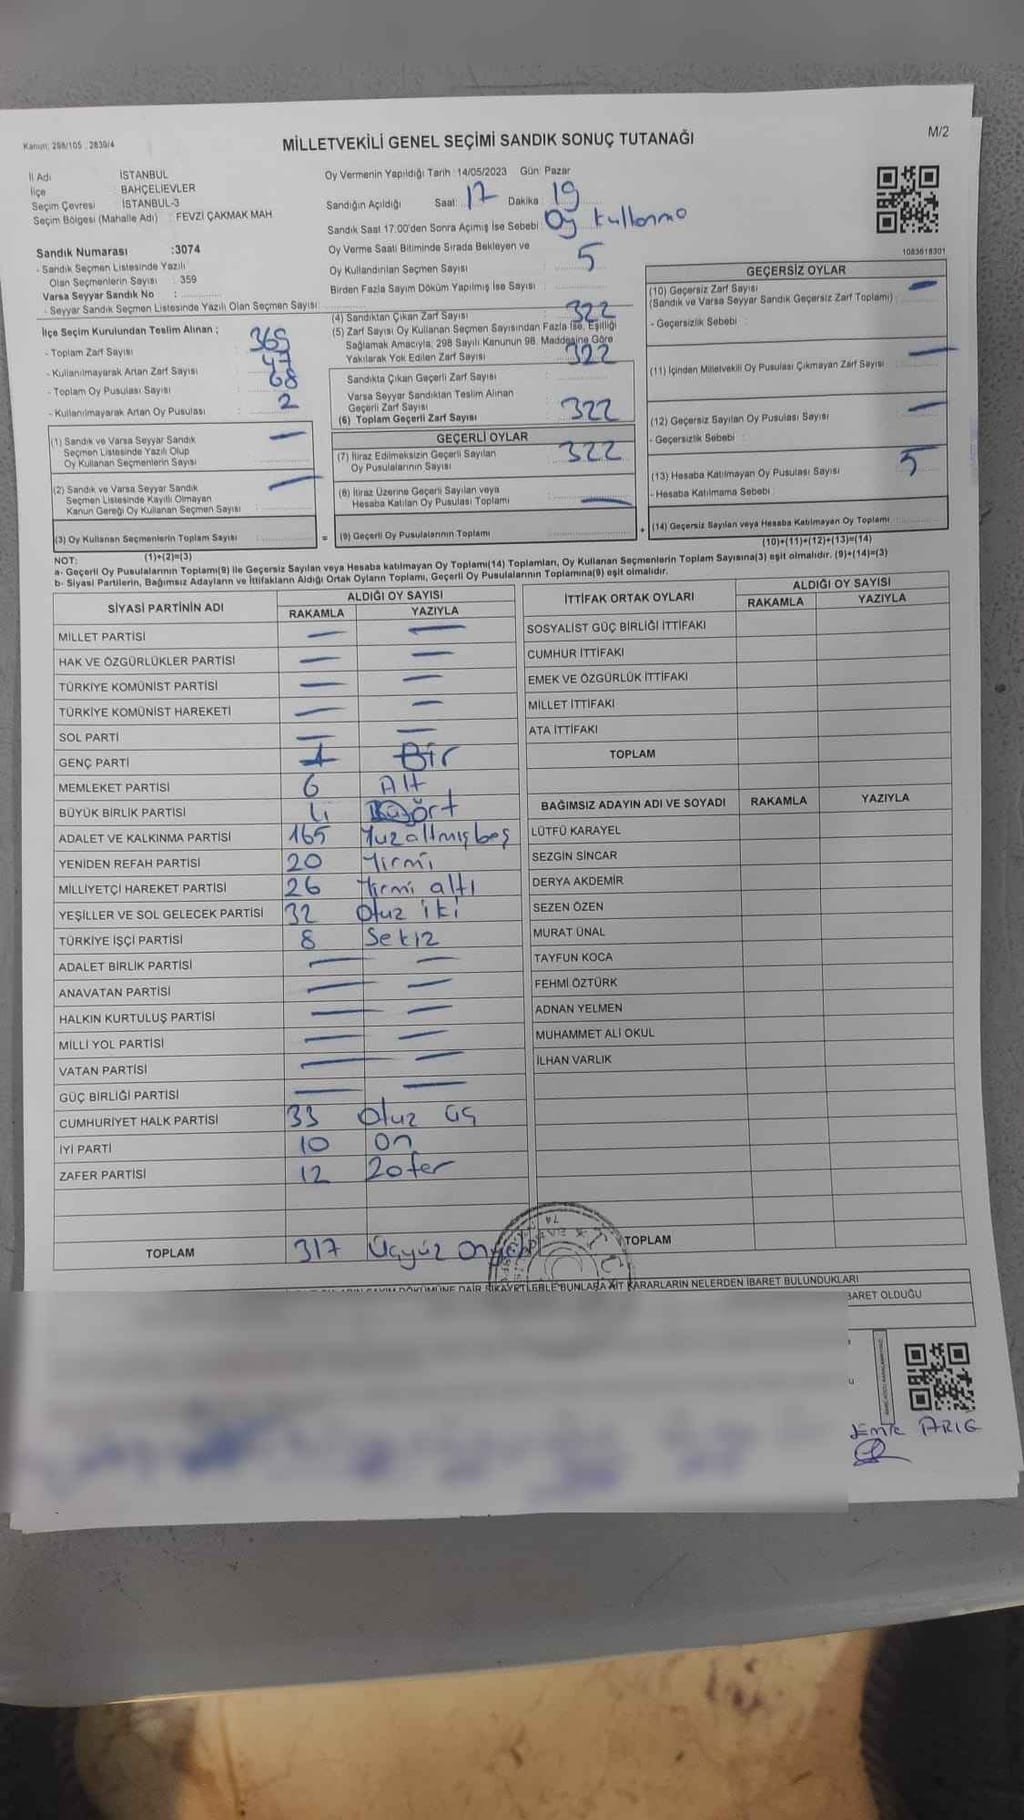 Kanun: 298/105 , 2839/4
MİLLETVEKİLİ GENEL SEÇİMİ SANDIK SONUÇ TUTANAĞI
M/2
İl Adı İSTANBUL
İlçe BAHÇELİEVLER
Seçim Çevresi İSTANBUL-3
Seçim Bölgesi (Mahalle Adı) : FEVZİ ÇAKMAK MAH
Sandık Numarası :3074
- Sandık Seçmen Listesinde Yazılı
Olan Seçmenlerin Sayısı : 359
Varsa Seyyar Sandık No :
- Seyyar Sandık Seçmen Listesinde Yazılı Olan Seçmen Sayısı
Oy Vermenin Yapıldığı Tarih :14/05/2023 Gün: Pazar
Sandığın Açıldığı Saat: 17 Dakika 19
Sandık Saat 17:00'den Sonra Açımış İse Sebebi Oy kullanma
Oy Verme Saati Bitiminde Sırada Bekleyen ve
Oy Kullandırılan Seçmen Sayısı 5
Birden Fazla Sayım Döküm Yapılmış İse Sayısı :
1083618301
İlçe Seçim Kurulundan Teslim Alınan ;
- Toplam Zarf Sayısı 365
- Kullanılmayarak Artan Zarf Sayısı
- Toplam Oy Pusulası Sayısı 68
- Kullanılmayarak Artan Oy Pusulası : 2
(1) Sandık ve Varsa Seyyar Sandık
Seçmen Listesinde Yazılı Olup
Oy Kullanan Seçmenlerin Sayısı —
(2) Sandık ve Varsa Seyyar Sandık
Seçmen Listesinde Kayıtlı Olmayan
Kanun Gereği Oy Kullanan Seçmen Sayısı : —
(3) Oy Kullanan Seçmenlerin Toplam Sayısı
(1)+(2)=(3)
(4) Sandıktan Çıkan Zarf Sayısı 322
(5) Zarf Sayısı Oy Kullanan Seçmen Sayısından Fazla İse, Eşitliği
Sağlamak Amacıyla, 298 Sayılı Kanunun 98. Maddesine Göre
Yakılarak Yok Edilen Zarf Sayısı 322
Sandıkta Çıkan Geçerli Zarf Sayısı
Varsa Seyyar Sandıktan Teslim Alınan
Geçerli Zarf Sayısı
(6) Toplam Geçerli Zarf Sayısı 322
GEÇERLİ OYLAR
(7) İtiraz Edilmeksizin Geçerli Sayılan
Oy Pusulalarının Sayısı 322
(8) İtiraz Üzerine Geçerli Sayılan veya
Hesaba Katılan Oy Pusulası Toplamı —
= (9) Geçerli Oy Pusulalarının Toplamı
GEÇERSİZ OYLAR
(10) Geçersiz Zarf Sayısı —
(Sandık ve Varsa Seyyar Sandık Geçersiz Zarf Toplamı)
- Geçersizlik Sebebi :
(11) İçinden Milletvekili Oy Pusulası Çıkmayan Zarf Sayısı : —
(12) Geçersiz Sayılan Oy Pusulası Sayısı —
- Geçersizlik Sebebi :
(13) Hesaba Katılmayan Oy Pusulası Sayısı 5
- Hesaba Katılmama Sebebi :
+ (14) Geçersiz Sayılan veya Hesaba Katılmayan Oy Toplamı
(10)+(11)+(12)+(13)=(14)
NOT:
a- Geçerli Oy Pusulalarının Toplamı(9) ile Geçersiz Sayılan veya Hesaba katılmayan Oy Toplamı(14) Toplamları, Oy Kullanan Seçmenlerin Toplam Sayısına(3) eşit olmalıdır. (9)+(14)=(3)
b- Siyasi Partilerin, Bağımsız Adayların ve İttifakların Aldığı Ortak Oyların Toplamı, Geçerli Oy Pusulalarının Toplamına(9) eşit olmalıdır.
SİYASİ PARTİNİN ADI ALDIĞI OY SAYISI
RAKAMLA YAZIYLA
MİLLET PARTİSİ — —
HAK VE ÖZGÜRLÜKLER PARTİSİ — —
TÜRKİYE KOMÜNİST PARTİSİ — —
TÜRKİYE KOMÜNİST HAREKETİ — —
SOL PARTİ — —
GENÇ PARTİ 1 Bir
MEMLEKET PARTİSİ 6 Altı
BÜYÜK BİRLİK PARTİSİ 4
ADALET VE KALKINMA PARTİSİ 165 Yüzaltmışbeş
YENİDEN REFAH PARTİSİ 20 Yirmi
MİLLİYETÇİ HAREKET PARTİSİ 26 Yirmi altı
YEŞİLLER VE SOL GELECEK PARTİSİ 32 Otuz iki
TÜRKİYE İŞÇİ PARTİSİ 8 Sekiz
ADALET BİRLİK PARTİSİ — —
ANAVATAN PARTİSİ — —
HALKIN KURTULUŞ PARTİSİ — —
MİLLİ YOL PARTİSİ — —
VATAN PARTİSİ — —
GÜÇ BİRLİĞİ PARTİSİ — —
CUMHURİYET HALK PARTİSİ 33 Otuz üç
İYİ PARTİ 10 on
ZAFER PARTİSİ 12 Zafer
TOPLAM 317 Üçyüz Onyedi
İTTİFAK ORTAK OYLARI ALDIĞI OY SAYISI
RAKAMLA YAZIYLA
SOSYALİST GÜÇ BİRLİĞİ İTTİFAKI
CUMHUR İTTİFAKI
EMEK VE ÖZGÜRLÜK İTTİFAKI
MİLLET İTTİFAKI
ATA İTTİFAKI
TOPLAM
BAĞIMSIZ ADAYIN ADI VE SOYADI RAKAMLA YAZIYLA
LÜTFÜ KARAYEL
SEZGİN SİNCAR
DERYA AKDEMİR
SEZEN ÖZEN
MURAT ÜNAL
TAYFUN KOCA
FEHMİ ÖZTÜRK
ADNAN YELMEN
MUHAMMET ALİ OKUL
İLHAN VARLIK
TOPLAM
DÖKÜMÜNE DAİR ŞİKAYETLERLE BUNLARA AİT KARARLARIN NELERDEN İBARET BULUNDUKLARI
BARET OLDUĞU
EMİR ARIG